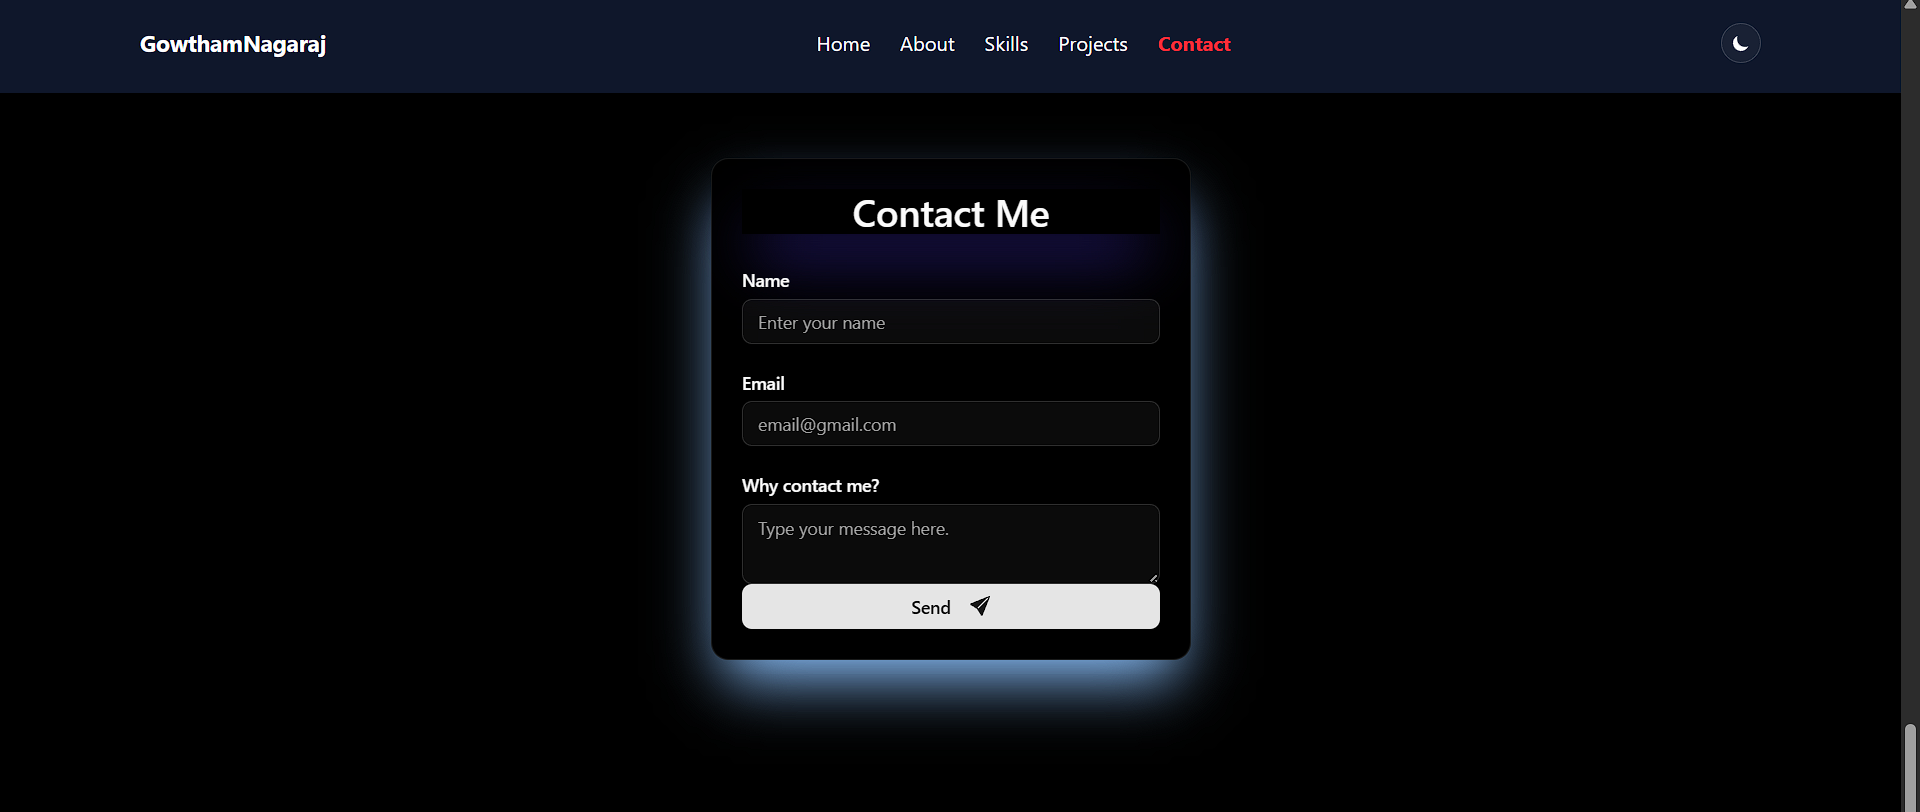 GowthamNagaraj Home About Skills Projects Contact
Contact Me
Name
Enter your name
Email
email@gmail.com
Why contact me?
Type your message here.
Send